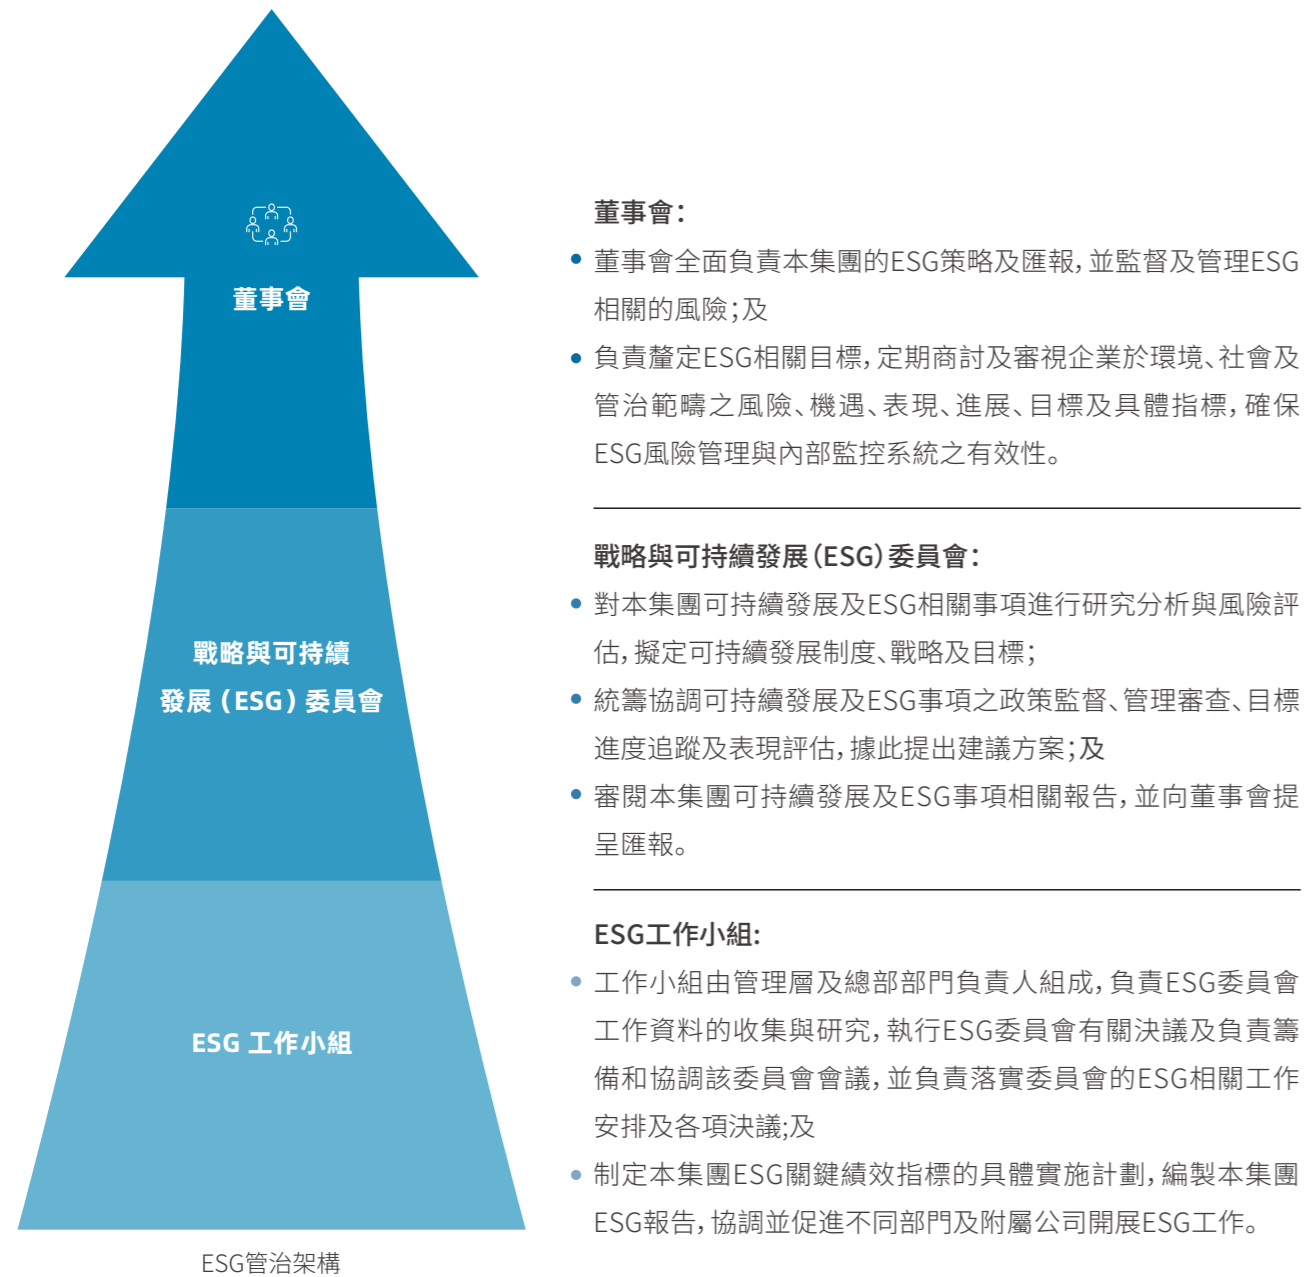 董事會
戰略與可持續
發展（ESG）委員會
ESG 工作小組
ESG管治架構
董事會：
董事會全面負責本集團的ESG策略及匯報，並監督及管理ESG
相關的風險；及
負責釐定ESG相關目標，定期商討及審視企業於環境、社會及
管治範疇之風險、機遇、表現、進展、目標及具體指標，確保
ESG風險管理與內部監控系統之有效性。
戰略與可持續發展（ESG）委員會：
對本集團可持續發展及ESG相關事項進行研究分析與風險評
估，擬定可持續發展制度、戰略及目標；
統籌協調可持續發展及ESG事項之政策監督、管理審查、目標
進度追蹤及表現評估，據此提出建議方案；及
審閱本集團可持續發展及ESG事項相關報告，並向董事會提
呈匯報。
ESG工作小組:
工作小組由管理層及總部部門負責人組成，負責ESG委員會
工作資料的收集與研究，執行ESG委員會有關決議及負責籌
備和協調該委員會會議，並負責落實委員會的ESG相關工作
安排及各項決議;及
制定本集團ESG關鍵績效指標的具體實施計劃，編製本集團
ESG報告，協調並促進不同部門及附屬公司開展ESG工作。